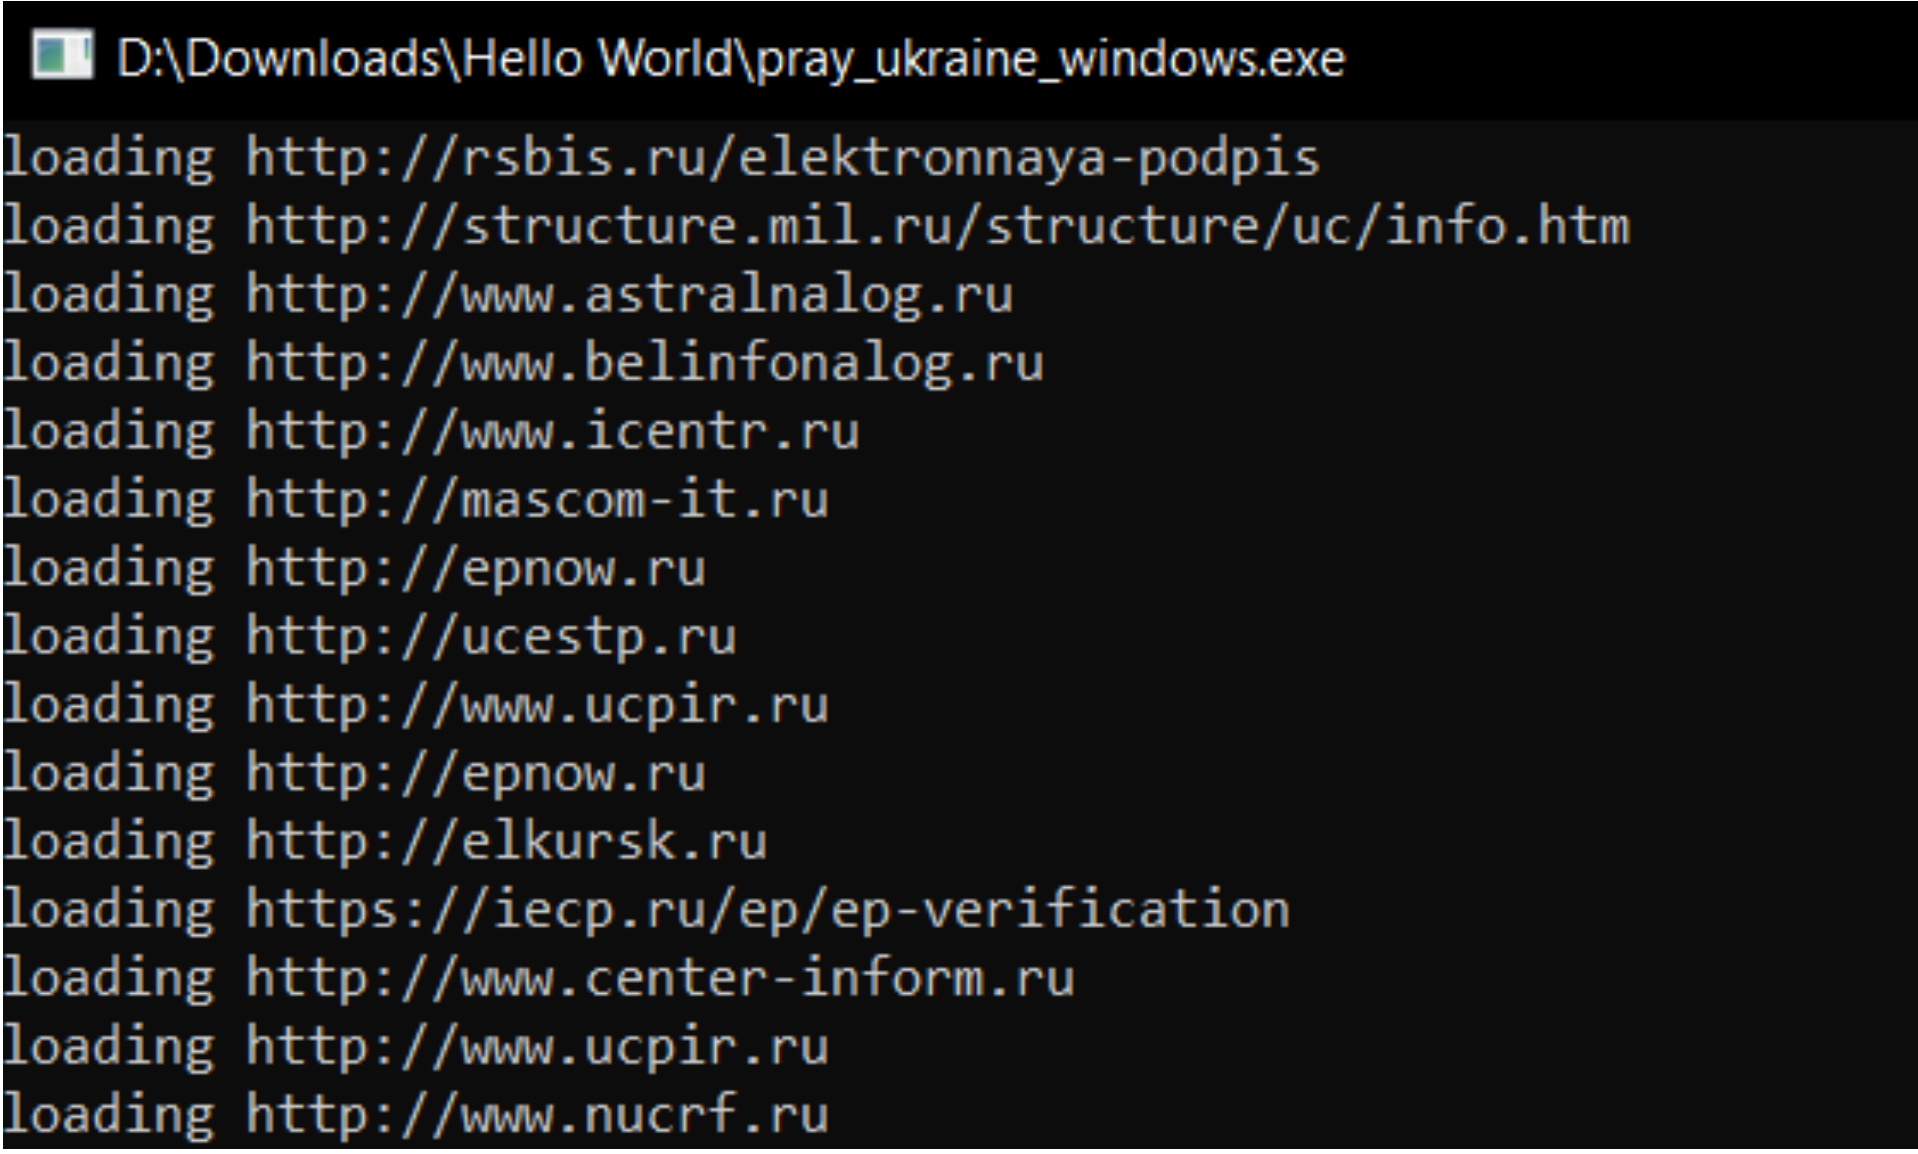 D:\Downloads\Hello World\pray_ukraine_windows.exe
loading http://rsbis.ru/elektronnaya-podpis
loading http://structure.mil.ru/structure/uc/info.htm
loading http://www.astralnalog.ru
loading http://www.belinfonalog.ru
loading http://www.icentr.ru
loading http://mascom-it.ru
loading http://epnow.ru
loading http://ucestp.ru
loading http://www.ucpir.ru
loading http://epnow.ru
loading http://elkursk.ru
loading https://iecp.ru/ep/ep-verification
loading http://www.center-inform.ru
loading http://www.ucpir.ru
loading http://www.nucrf.ru